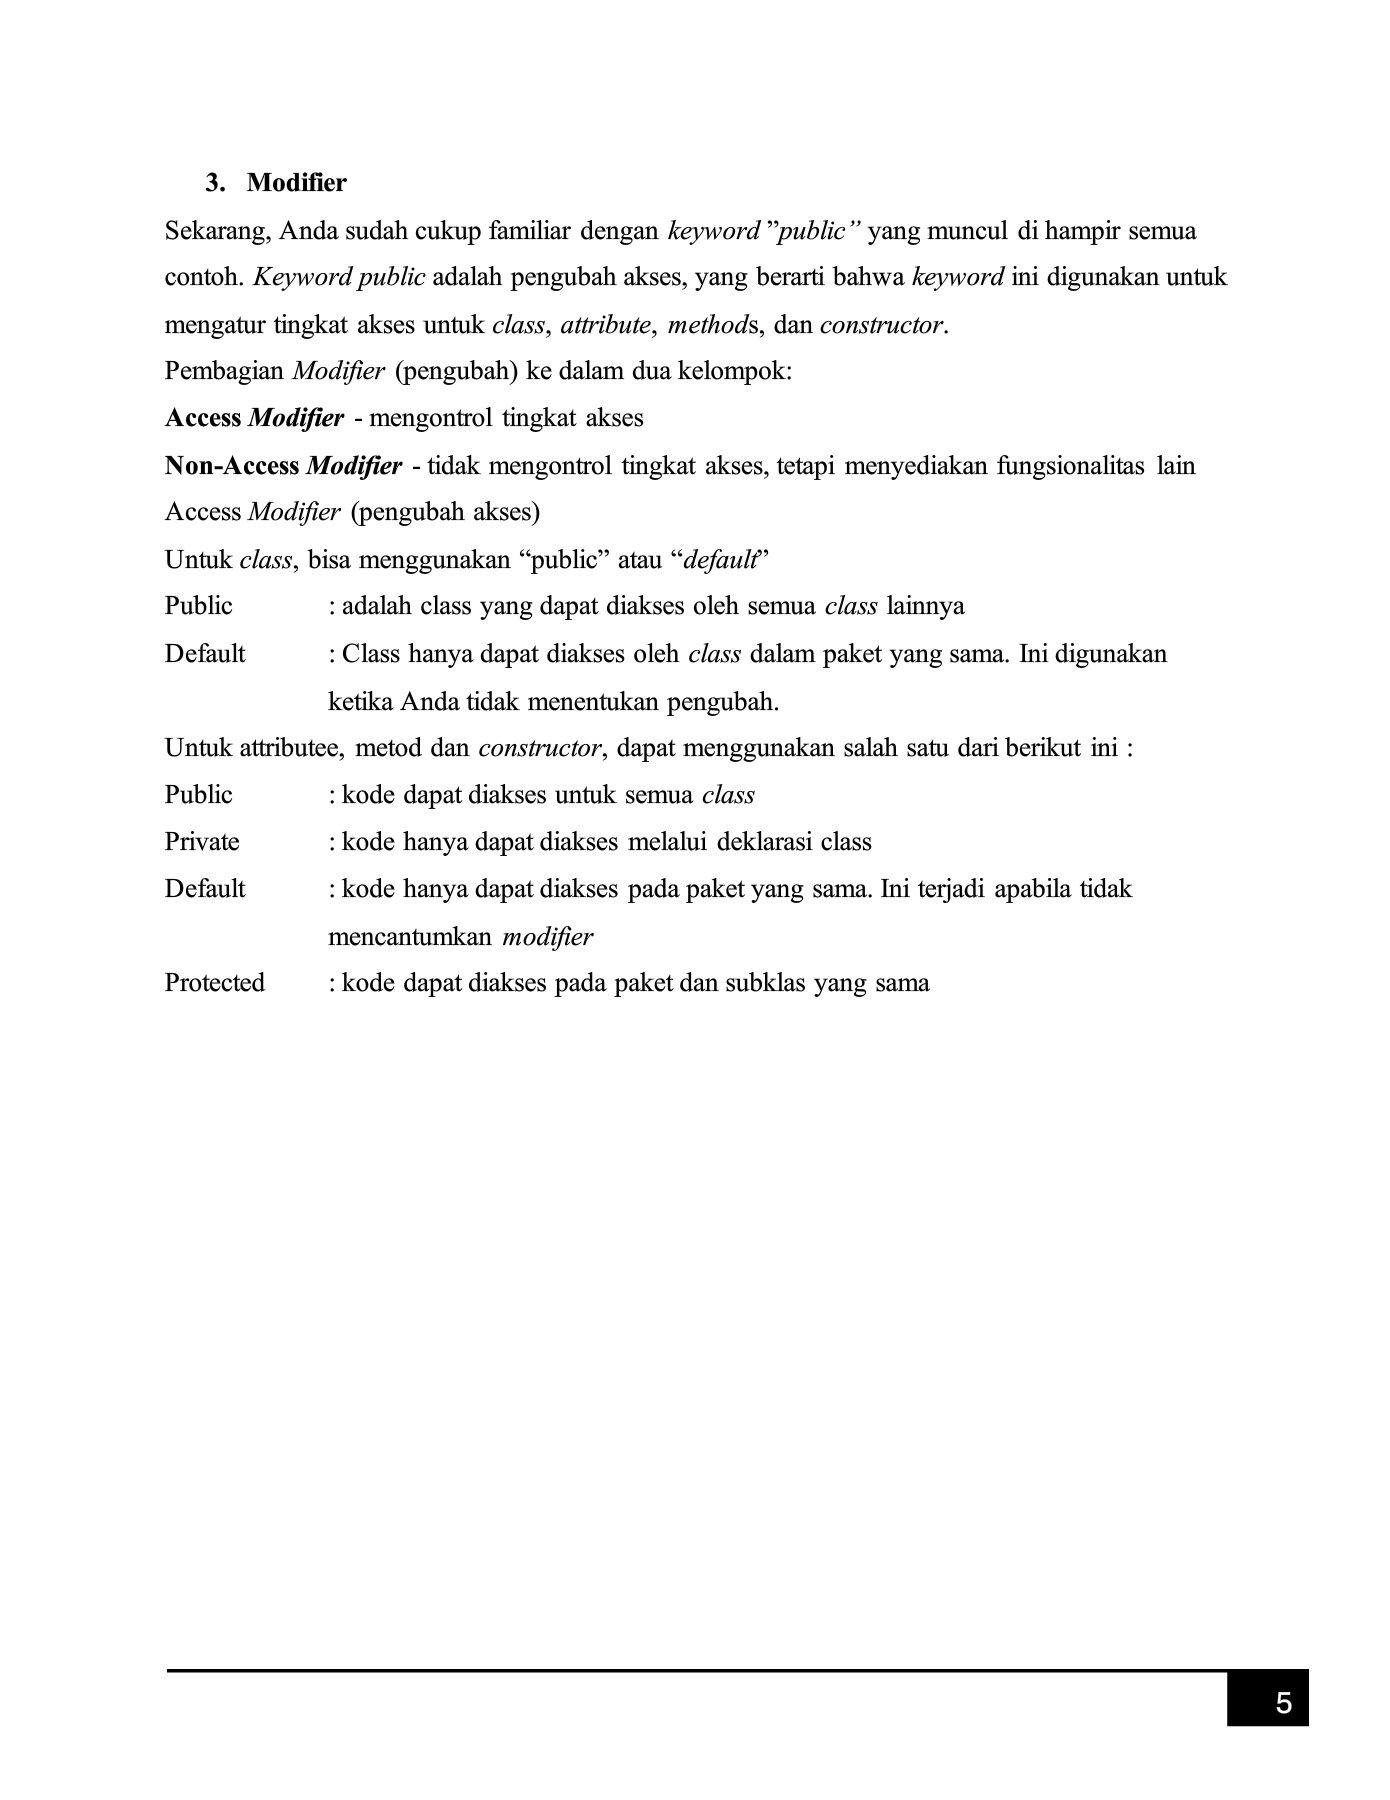 3. Modifier
Sekarang, Anda sudah cukup familiar dengan keyword ”public” yang muncul di hampir semua
contoh. Keyword public adalah pengubah akses, yang berarti bahwa keyword ini digunakan untuk
mengatur tingkat akses untuk class, attribute, methods, dan constructor.
Pembagian Modifier (pengubah) ke dalam dua kelompok:
Access Modifier - mengontrol tingkat akses
Non-Access Modifier - tidak mengontrol tingkat akses, tetapi menyediakan fungsionalitas lain
Access Modifier (pengubah akses)
Untuk class, bisa menggunakan “public” atau “default”
Public : adalah class yang dapat diakses oleh semua class lainnya
Default : Class hanya dapat diakses oleh class dalam paket yang sama. Ini digunakan
ketika Anda tidak menentukan pengubah.
Untuk attributee, metod dan constructor, dapat menggunakan salah satu dari berikut ini :
Public : kode dapat diakses untuk semua class
Private : kode hanya dapat diakses melalui deklarasi class
Default : kode hanya dapat diakses pada paket yang sama. Ini terjadi apabila tidak
mencantumkan modifier
Protected : kode dapat diakses pada paket dan subklas yang sama
5